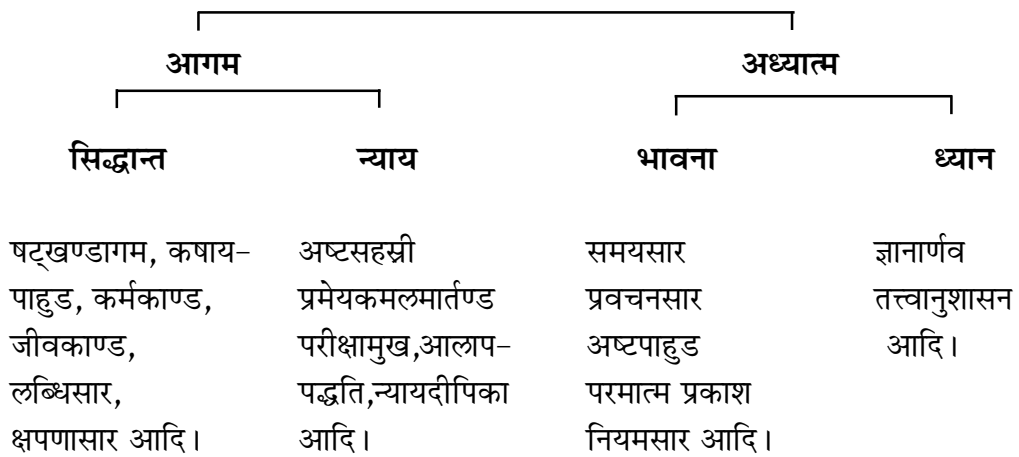 आगम
अध्यात्म
सिद्धान्त
न्याय
भावना
ध्यान
षट्खण्डागम, कषाय-
पाहुड, कर्मकाण्ड,
जीवकाण्ड,
लब्धिसार,
क्षपणासार आदि।
अष्टसहस्री
प्रमेयकमलमार्तण्ड
परीक्षामुख,आलाप-
पद्धति,न्यायदीपिका
आदि।
समयसार
प्रवचनसार
अष्टपाहुड
परमात्म प्रकाश
नियमसार आदि।
ज्ञानार्णव
तत्त्वानुशासन
आदि।